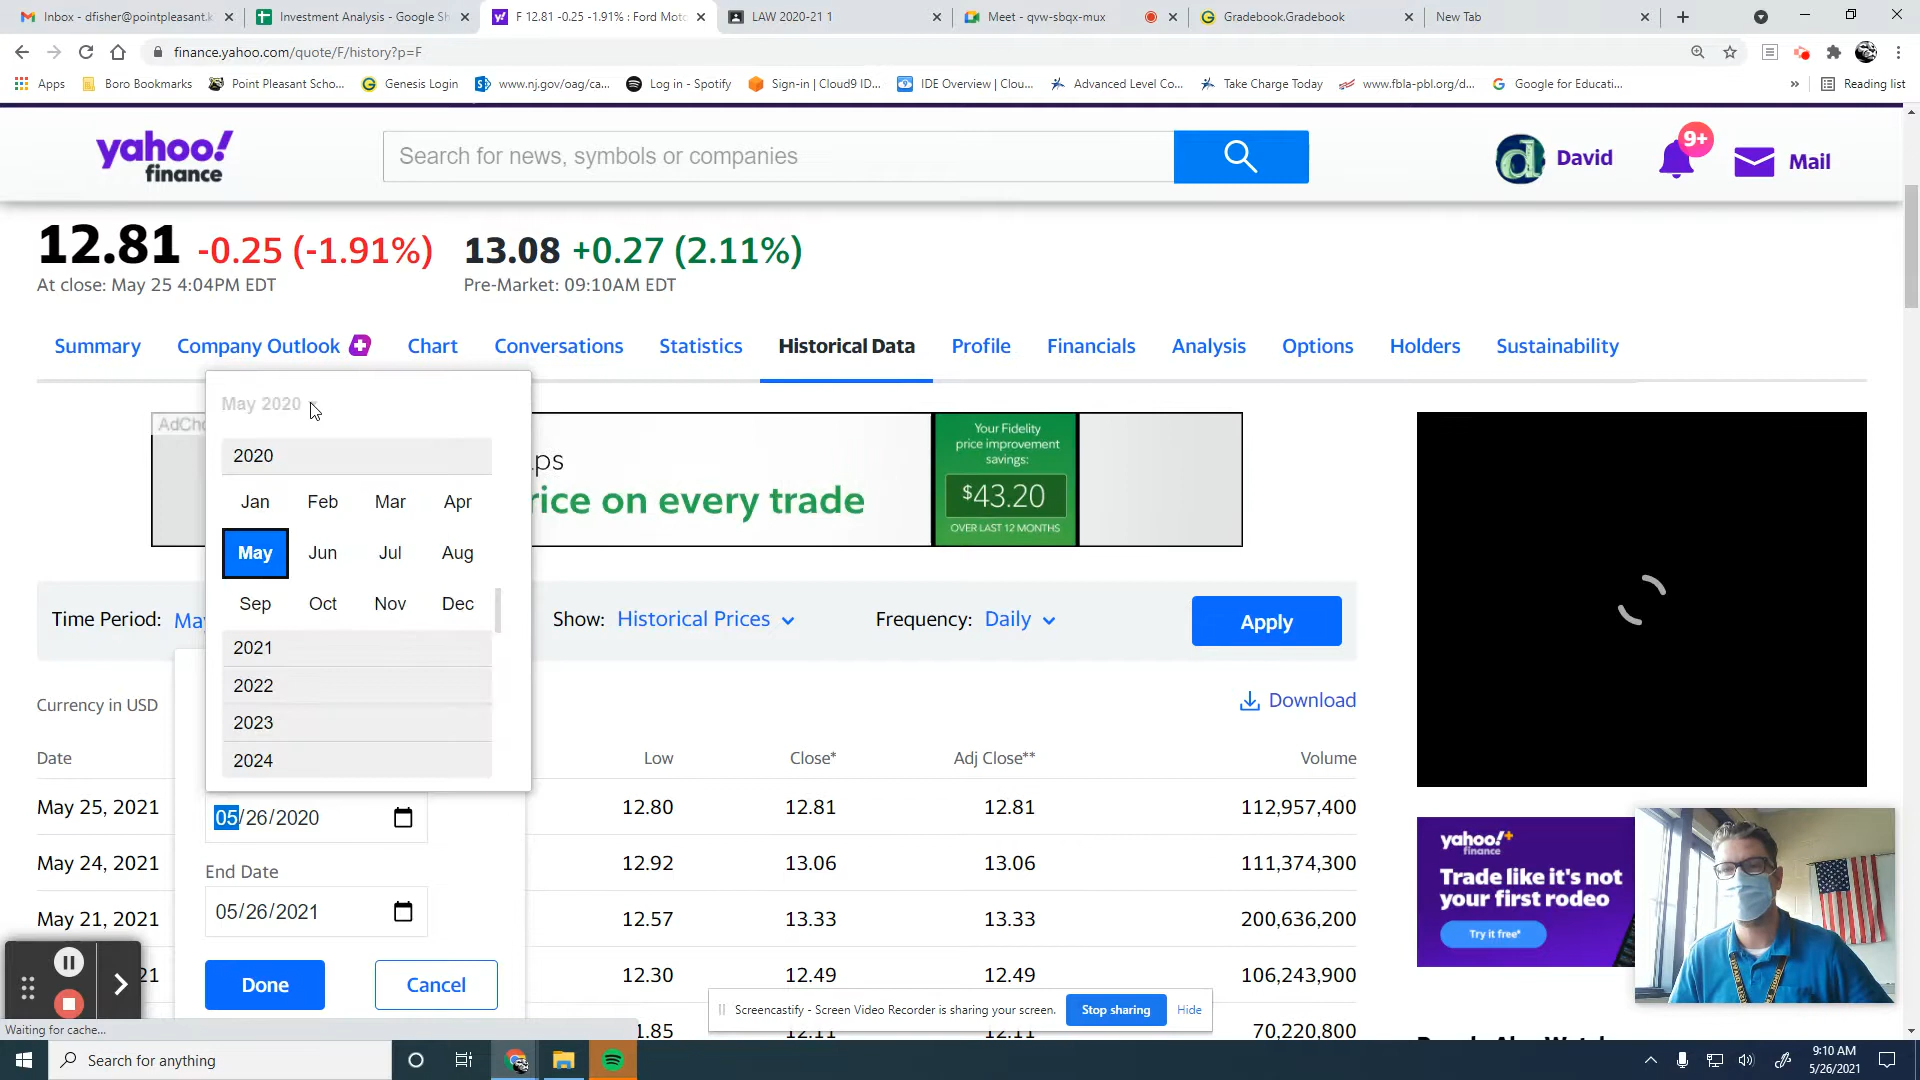 Inbox - dfisher@pointpleasant.k
Investment Analysis - Google Sh
F 12.81 -0.25 -1.91% : Ford Moto
LAW 2020-21 1
Meet - qvw-sbqx-mux
Gradebook.Gradebook
New Tab
finance.yahoo.com/quote/F/history?p=F
Apps
Boro Bookmarks
Point Pleasant Scho...
Genesis Login
www.nj.gov/oag/ca...
Log in - Spotify
Sign-in | Cloud9 ID...
IDE Overview | Clou...
Advanced Level Co...
Take Charge Today
www.fbla-pbl.org/d...
Google for Educati...
»
Reading list
yahoo!
finance
Search for news, symbols or companies
David
9+
Mail
12.81 -0.25 (-1.91%)
At close: May 25 4:04PM EDT
13.08 +0.27 (2.11%)
Pre-Market: 09:10AM EDT
Summary
Company Outlook
Chart
Conversations
Statistics
Historical Data
Profile
Financials
Analysis
Options
Holders
Sustainability
May 2020
2020
Jan Feb Mar Apr
May Jun Jul Aug
Sep Oct Nov Dec
2021
2022
2023
2024
AdChc
ps
rice on every trade
Your Fidelity
price improvement
savings:
$43.20
OVER LAST 12 MONTHS
Time Period: May
Show: Historical Prices
Frequency: Daily
Apply
Currency in USD
Download
Date Low Close* Adj Close** Volume
May 25, 2021 12.80 12.81 12.81 112,957,400
May 24, 2021 12.92 13.06 13.06 111,374,300
May 21, 2021 12.57 13.33 13.33 200,636,200
21 12.30 12.49 12.49 106,243,900
1.85 12.11 12.11 70,220,800
05/26/2020
End Date
05/26/2021
Done
Cancel
yahoo!+
finance
Trade like it's not
your first rodeo
Try it free*
Screencastify - Screen Video Recorder is sharing your screen.
Stop sharing
Hide
Waiting for cache...
Search for anything
9:10 AM
5/26/2021